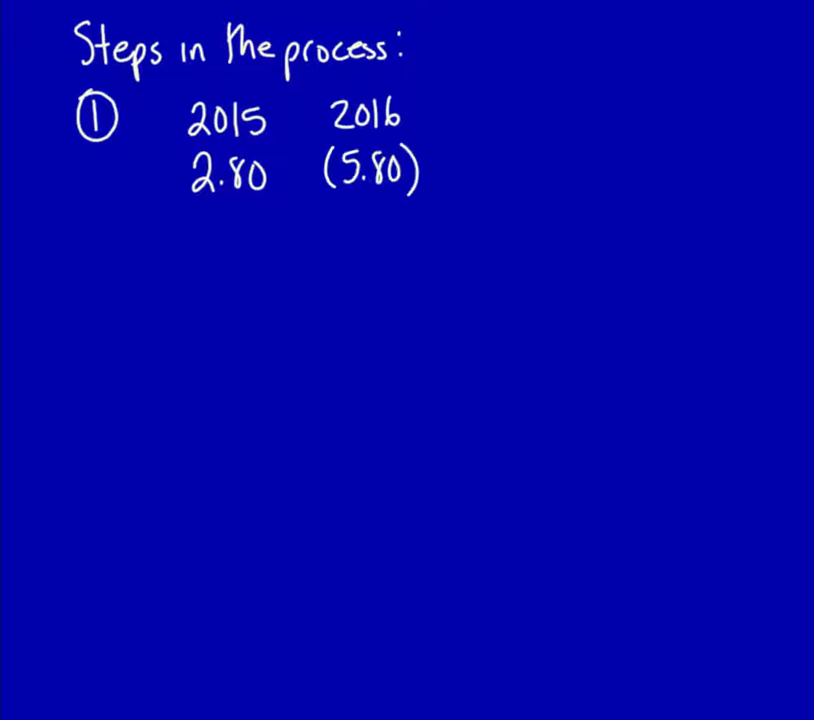 Steps in the process:
① 2015 2016
2.80 (5.80)